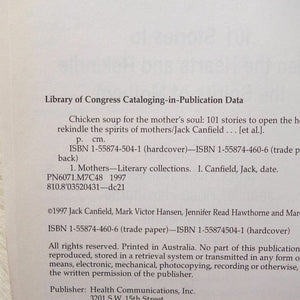 Library of Congress Cataloging-in-Publication Data
Chicken soup for the mother's soul: 101 stories to open the he
rekindle the spirits of mothers/Jack Canfield . . . [et al.].
p. cm.
ISBN 1-55874-504-1 (hardcover)—ISBN 1-55874-460-6 (trade pa
back)
1. Mothers—Literary collections. I. Canfield, Jack, date.
PN6071.M7C48 1997
810.8'03520431—dc21
©1997 Jack Canfield, Mark Victor Hansen, Jennifer Read Hawthorne and Mar
ISBN 1-55874-460-6 (trade paper)—ISBN 1-55874504-1 (hardcover)
All rights reserved. Printed in Australia. No part of this publication
reproduced, stored in a retrieval system or transmitted in any form o
means, electronic, mechanical, photocopying, recording or otherwise,
the written permission of the publisher.
Publisher: Health Communications, Inc.
3201 S.W. 15th Street